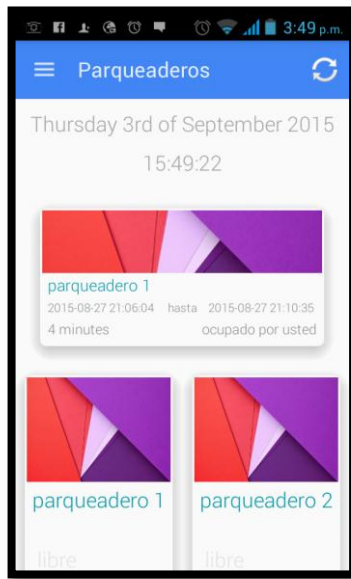 3:49 p.m.
Parqueaderos
Thursday 3rd of September 2015
15:49:22
parqueadero 1
2015-08-27 21:06:04 hasta 2015-08-27 21:10:35
4 minutes ocupado por usted
parqueadero 1 parqueadero 2
libre libre